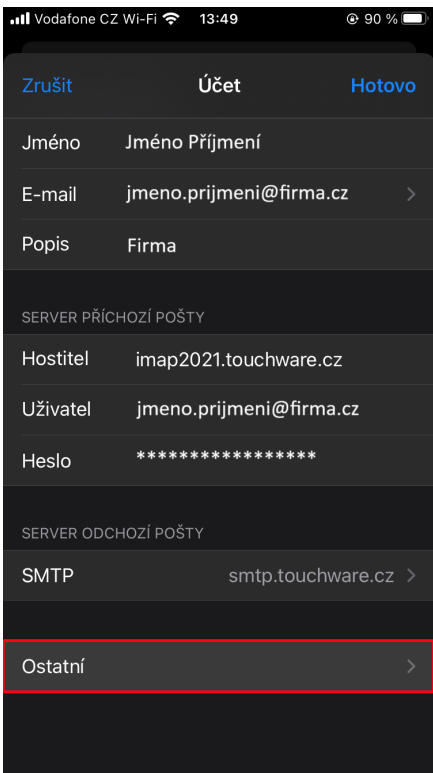 Vodafone CZ Wi-Fi 13:49 90 %
Zrušit Účet Hotovo
Jméno Jméno Příjmení
E-mail jmeno.prijmeni@firma.cz
Popis Firma
SERVER PŘÍCHOZÍ POŠTY
Hostitel imap2021.touchware.cz
Uživatel jmeno.prijmeni@firma.cz
Heslo *****************
SERVER ODCHOZÍ POŠTY
SMTP smtp.touchware.cz
Ostatní